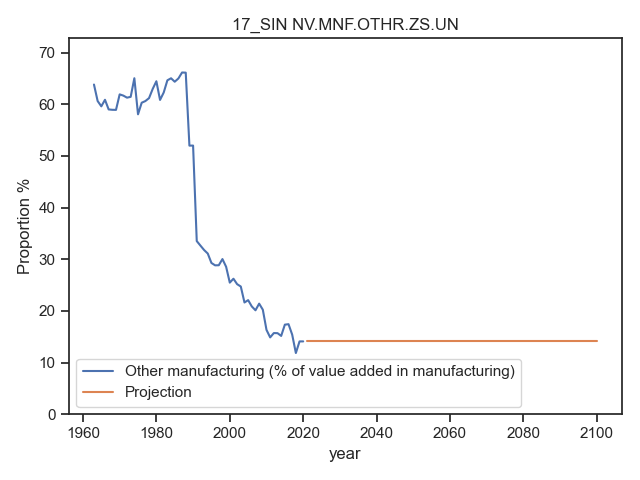 17_SIN NV.MNF.OTHR.ZS.UN
Proportion %
70
60
50
40
30
20
10
0
Other manufacturing (% of value added in manufacturing)
Projection
1960 1980 2000 2020 2040 2060 2080 2100
year